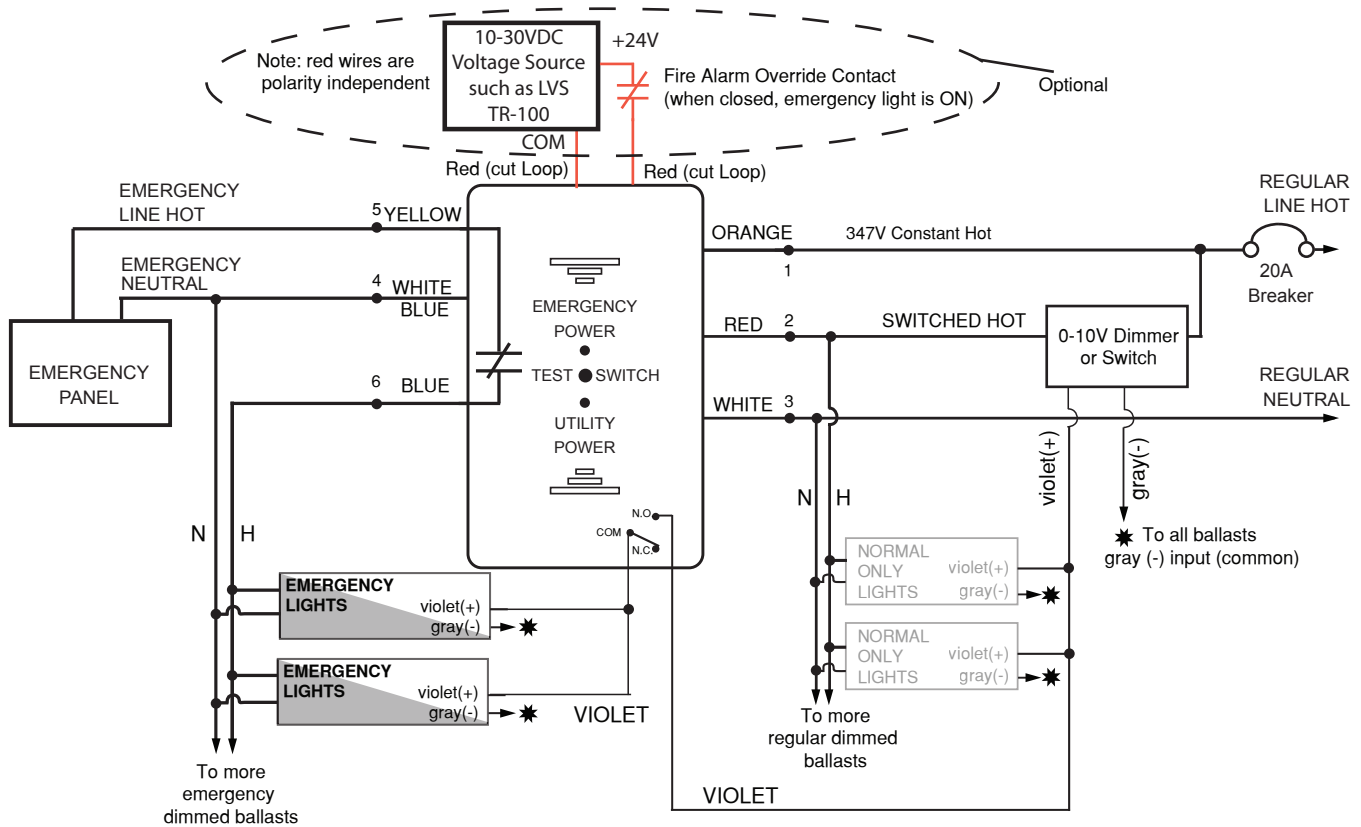 10-30VDC
Voltage Source
such as LVS
TR-100
+24V
Note: red wires are
polarity independent
Fire Alarm Override Contact
(when closed, emergency light is ON)
Optional
COM
Red (cut Loop)
Red (cut Loop)
EMERGENCY
LINE HOT
5
YELLOW
EMERGENCY
NEUTRAL
4
WHITE
BLUE
6
BLUE
EMERGENCY
PANEL
EMERGENCY
POWER
TEST
SWITCH
UTILITY
POWER
N.O.
COM
N.C.
ORANGE
347V Constant Hot
1
REGULAR
LINE HOT
20A
Breaker
RED
2
SWITCHED HOT
0-10V Dimmer
or Switch
WHITE
3
REGULAR
NEUTRAL
violet(+)
gray(-)
To all ballasts
gray (-) input (common)
N
H
N
H
NORMAL
ONLY
LIGHTS
violet(+)
gray(-)
NORMAL
ONLY
LIGHTS
violet(+)
gray(-)
To more
regular dimmed
ballasts
EMERGENCY
LIGHTS
violet(+)
gray(-)
EMERGENCY
LIGHTS
violet(+)
gray(-)
VIOLET
To more
emergency
dimmed ballasts
VIOLET